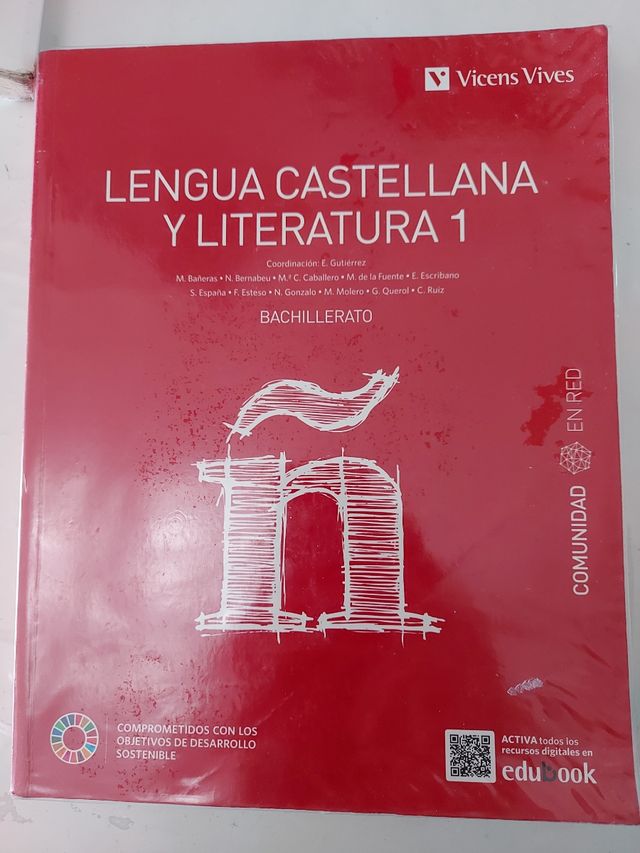 Vicens Vives
LENGUA CASTELLANA
Y LITERATURA 1
Coordinación: E. Gutiérrez
M. Bañeras • N. Bernabeu • M.ª C. Caballero • M. de la Fuente • E. Escribano
S. España • F. Esteso • N. Gonzalo • M. Molero • G. Querol • C. Ruiz
BACHILLERATO
ñ
COMUNIDAD EN RED
COMPROMETIDOS CON LOS
OBJETIVOS DE DESARROLLO
SOSTENIBLE
ACTIVA todos los
recursos digitales en
edubook